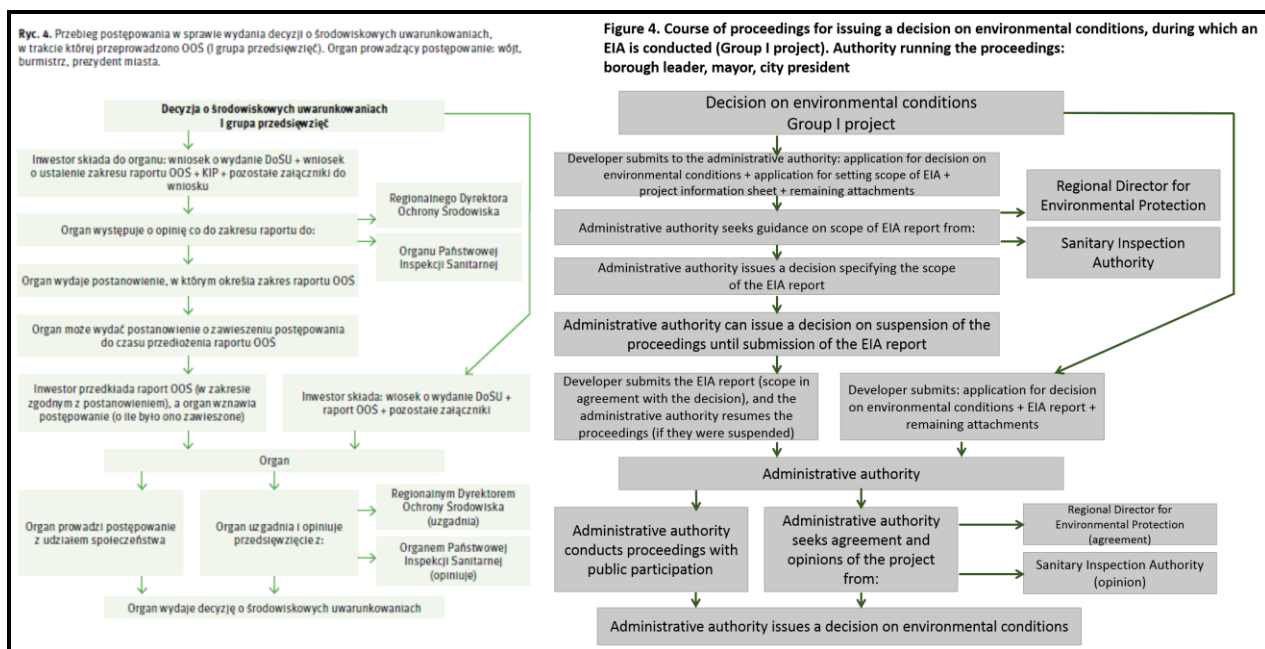 Ryc. 4. Przebieg postępowania w sprawie wydania decyzji o środowiskowych uwarunkowaniach,
w trakcie której przeprowadzono OOŚ (I grupa przedsięwzięć). Organ prowadzący postępowanie: wójt,
burmistrz, prezydent miasta.
Decyzja o środowiskowych uwarunkowaniach
I grupa przedsięwzięć
Inwestor składa do organu: wniosek o wydanie DoŚU + wniosek
o ustalenie zakresu raportu OOŚ + KIP + pozostałe załączniki do
wniosku
Regionalnego Dyrektora
Ochrony Środowiska
Organ występuje o opinię co do zakresu raportu do:
Organu Państwowej
Inspekcji Sanitarnej
Organ wydaje postanowienie, w którym określa zakres raportu OOŚ
Organ może wydać postanowienie o zawieszeniu postępowania
do czasu przedłożenia raportu OOŚ
Inwestor przedkłada raport OOŚ (w zakresie
zgodnym z postanowieniem), a organ wznawia
postępowanie (o ile było ono zawieszone)
Inwestor składa: wiosek o wydanie DoŚU +
raport OOŚ + pozostałe załączniki
Organ
Organ prowadzi postępowanie
z udziałem społeczeństwa
Organ uzgadnia i opiniuje
przedsięwzięcie z:
Regionalnym Dyrektorem
Ochrony Środowiska
(uzgadnia)
Organem Państwowej
Inspekcji Sanitarnej
(opiniuje)
Organ wydaje decyzję o środowiskowych uwarunkowaniach
Figure 4. Course of proceedings for issuing a decision on environmental conditions, during which an
EIA is conducted (Group I project). Authority running the proceedings:
borough leader, mayor, city president
Decision on environmental conditions
Group I project
Developer submits to the administrative authority: application for decision on
environmental conditions + application for setting scope of EIA +
project information sheet + remaining attachments
Regional Director for
Environmental Protection
Administrative authority seeks guidance on scope of EIA report from:
Sanitary Inspection
Authority
Administrative authority issues a decision specifying the scope
of the EIA report
Administrative authority can issue a decision on suspension of the
proceedings until submission of the EIA report
Developer submits the EIA report (scope in
agreement with the decision), and the
administrative authority resumes the
proceedings (if they were suspended)
Developer submits: application for decision
on environmental conditions + EIA report +
remaining attachments
Administrative authority
Administrative authority
conducts proceedings with
public participation
Administrative authority
seeks agreement and
opinions of the project
from:
Regional Director for
Environmental Protection
(agreement)
Sanitary Inspection Authority
(opinion)
Administrative authority issues a decision on environmental conditions